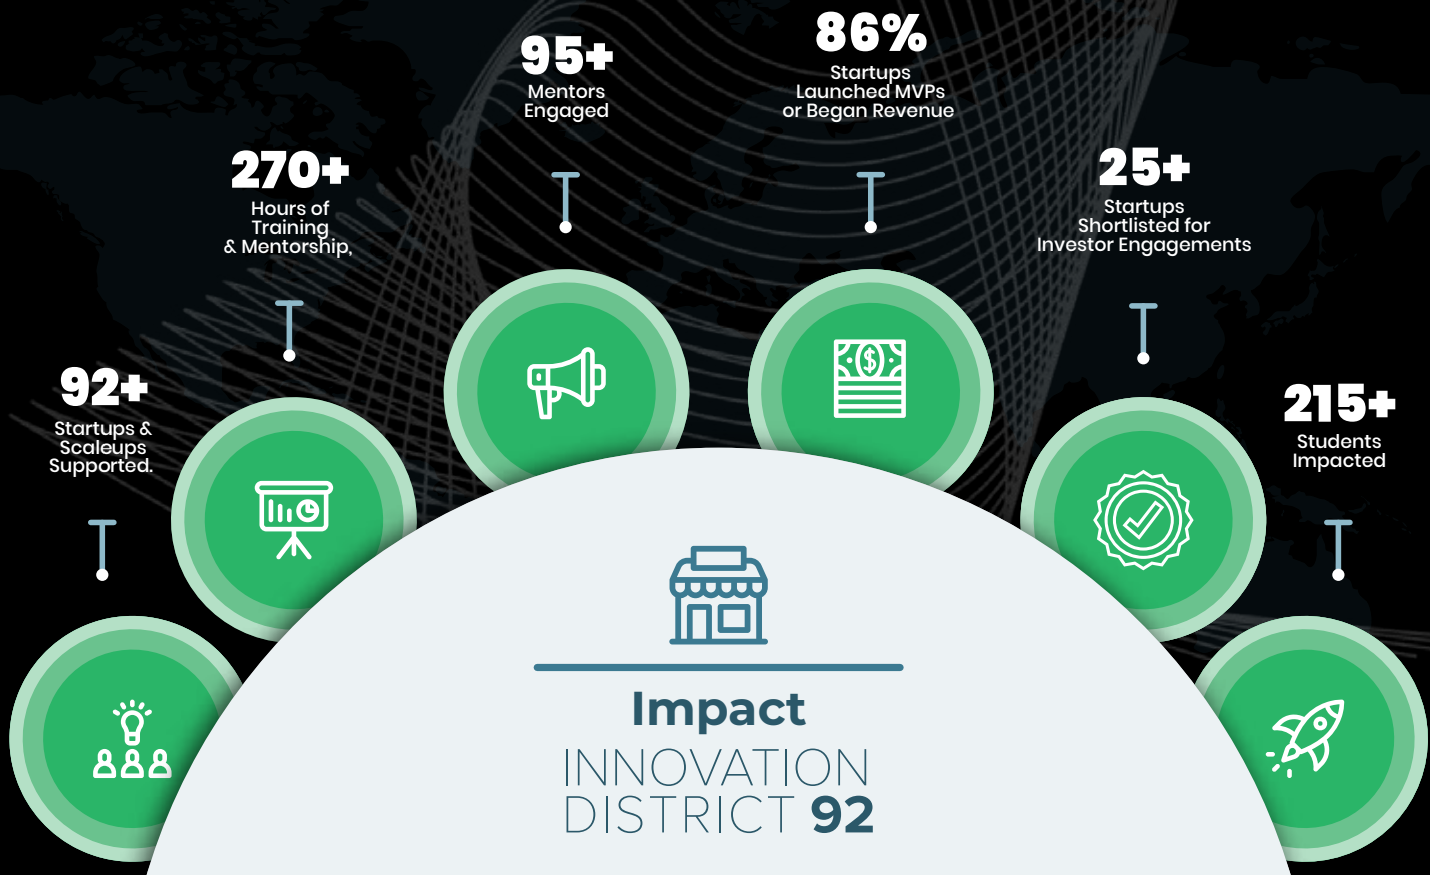 92+
Startups &
Scaleups
Supported.
270+
Hours of
Training
& Mentorship,
95+
Mentors
Engaged
86%
Startups
Launched MVPs
or Began Revenue
25+
Startups
Shortlisted for
Investor Engagements
215+
Students
Impacted
Impact
INNOVATION
DISTRICT 92